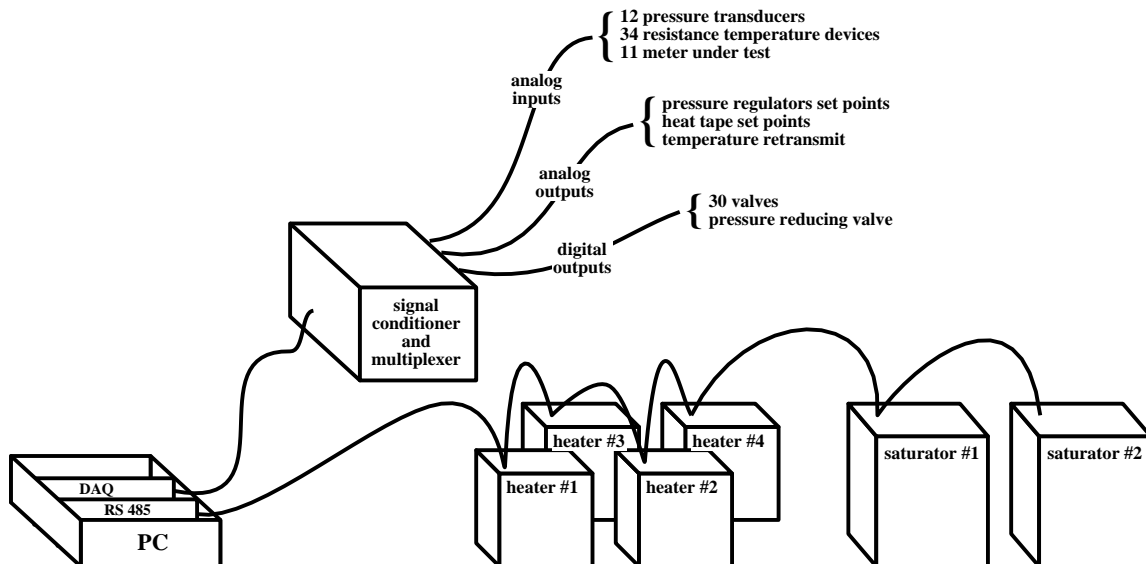 12 pressure transducers
34 resistance temperature devices
11 meter under test
analog
inputs
pressure regulators set points
heat tape set points
temperature retransmit
analog
outputs
30 valves
pressure reducing valve
digital
outputs
signal
conditioner
and
multiplexer
heater #3
heater #4
saturator #1
saturator #2
heater #1
heater #2
DAQ
RS 485
PC